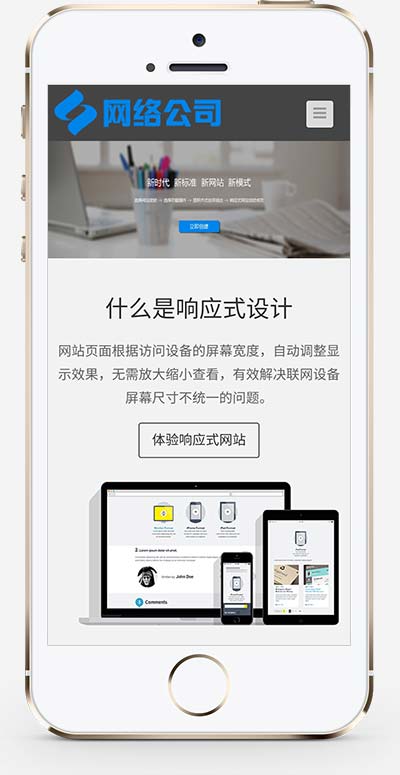 网络公司
新时代 新标准 新网站 新模式
立即创建
什么是响应式设计
网站页面根据访问设备的屏幕宽度，自动调整显
示效果，无需放大缩小查看，有效解决联网设备
屏幕尺寸不统一的问题。
体验响应式网站
2. Lorem ipsum dolor sit amet,
Written by John Doe
Comments